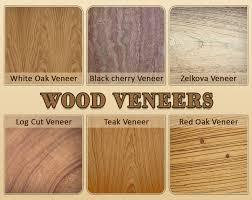 White Oak Veneer
Black cherry Veneer
Zelkova Veneer
WOOD VENEERS
Log Cut Veneer
Teak Veneer
Red Oak Veneer